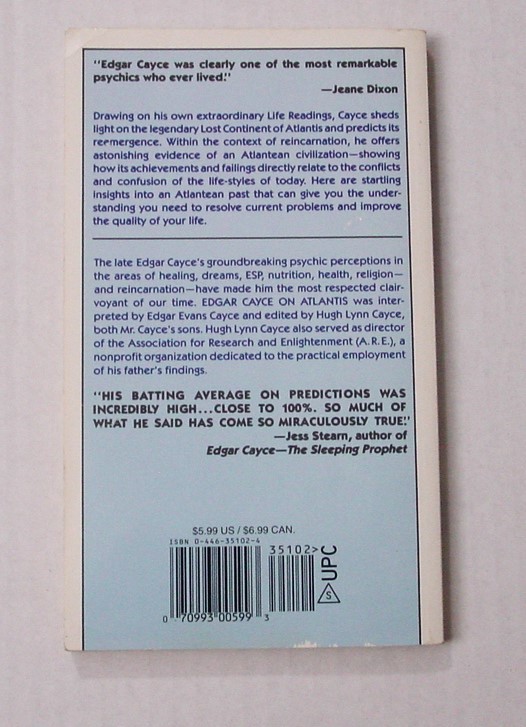 "Edgar Cayce was clearly one of the most remarkable
psychics who ever lived."
—Jeane Dixon
Drawing on his own extraordinary Life Readings, Cayce sheds
light on the legendary Lost Continent of Atlantis and predicts its
reemergence. Within the context of reincarnation, he offers
astonishing evidence of an Atlantean civilization—showing
how its achievements and failings directly relate to the conflicts
and confusion of the life-styles of today. Here are startling
insights into an Atlantean past that can give you the under-
standing you need to resolve current problems and improve
the quality of your life.
The late Edgar Cayce's groundbreaking psychic perceptions in
the areas of healing, dreams, ESP, nutrition, health, religion—
and reincarnation—have made him the most respected clair-
voyant of our time. EDGAR CAYCE ON ATLANTIS was inter-
preted by Edgar Evans Cayce and edited by Hugh Lynn Cayce,
both Mr. Cayce's sons. Hugh Lynn Cayce also served as director
of the Association for Research and Enlightenment (A.R.E.), a
nonprofit organization dedicated to the practical employment
of his father's findings.
"HIS BATTING AVERAGE ON PREDICTIONS WAS
INCREDIBLY HIGH...CLOSE TO 100%. SO MUCH OF
WHAT HE SAID HAS COME SO MIRACULOUSLY TRUE."
—Jess Stearn, author of
Edgar Cayce—The Sleeping Prophet
$5.99 US / $6.99 CAN.
ISBN 0-446-35102-4
35102>
UPC
S
0 70993 00599 3